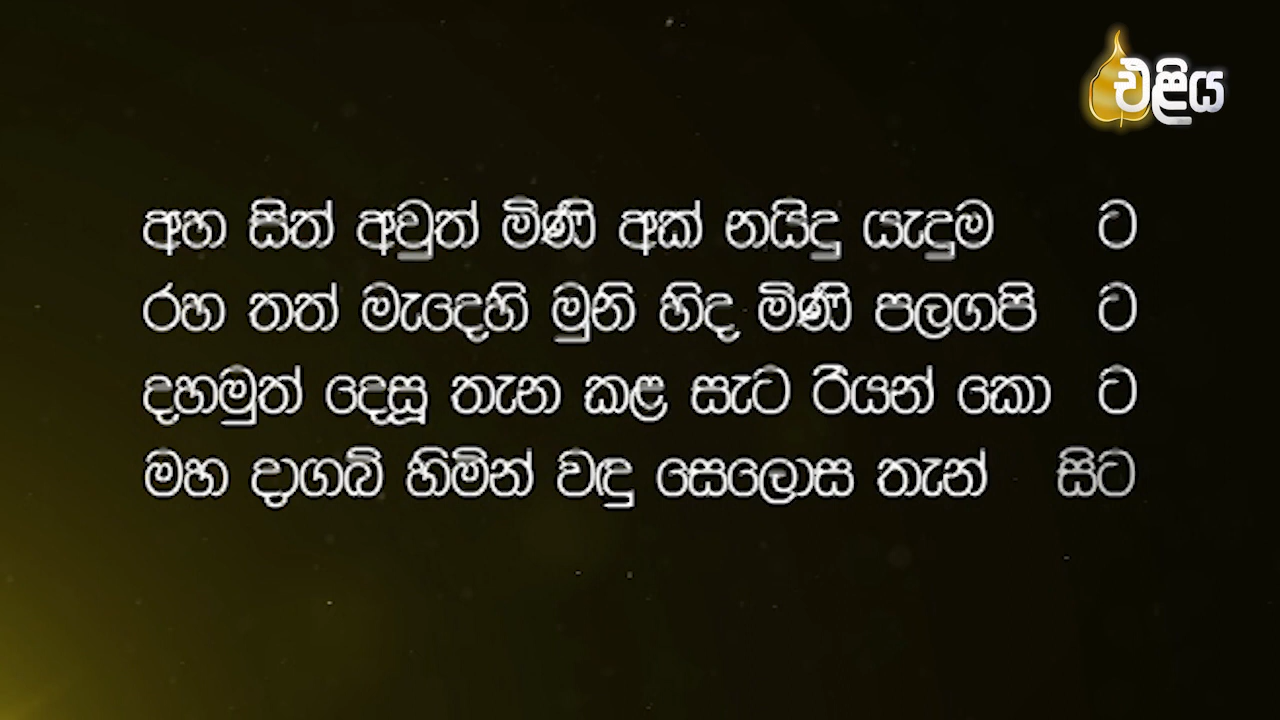 එළිය
අහ සිත් අවුත් මිණි අක් නයිදු යැදුම ට
රහ තත් මැදෙහි මුනි හිද මිණි පලගපි ට
දහමුත් දෙසූ තැන කළ සැට රියන් කො ට
මහ දාගබ් හිමින් වඳු සෙලොස තැන් සිට